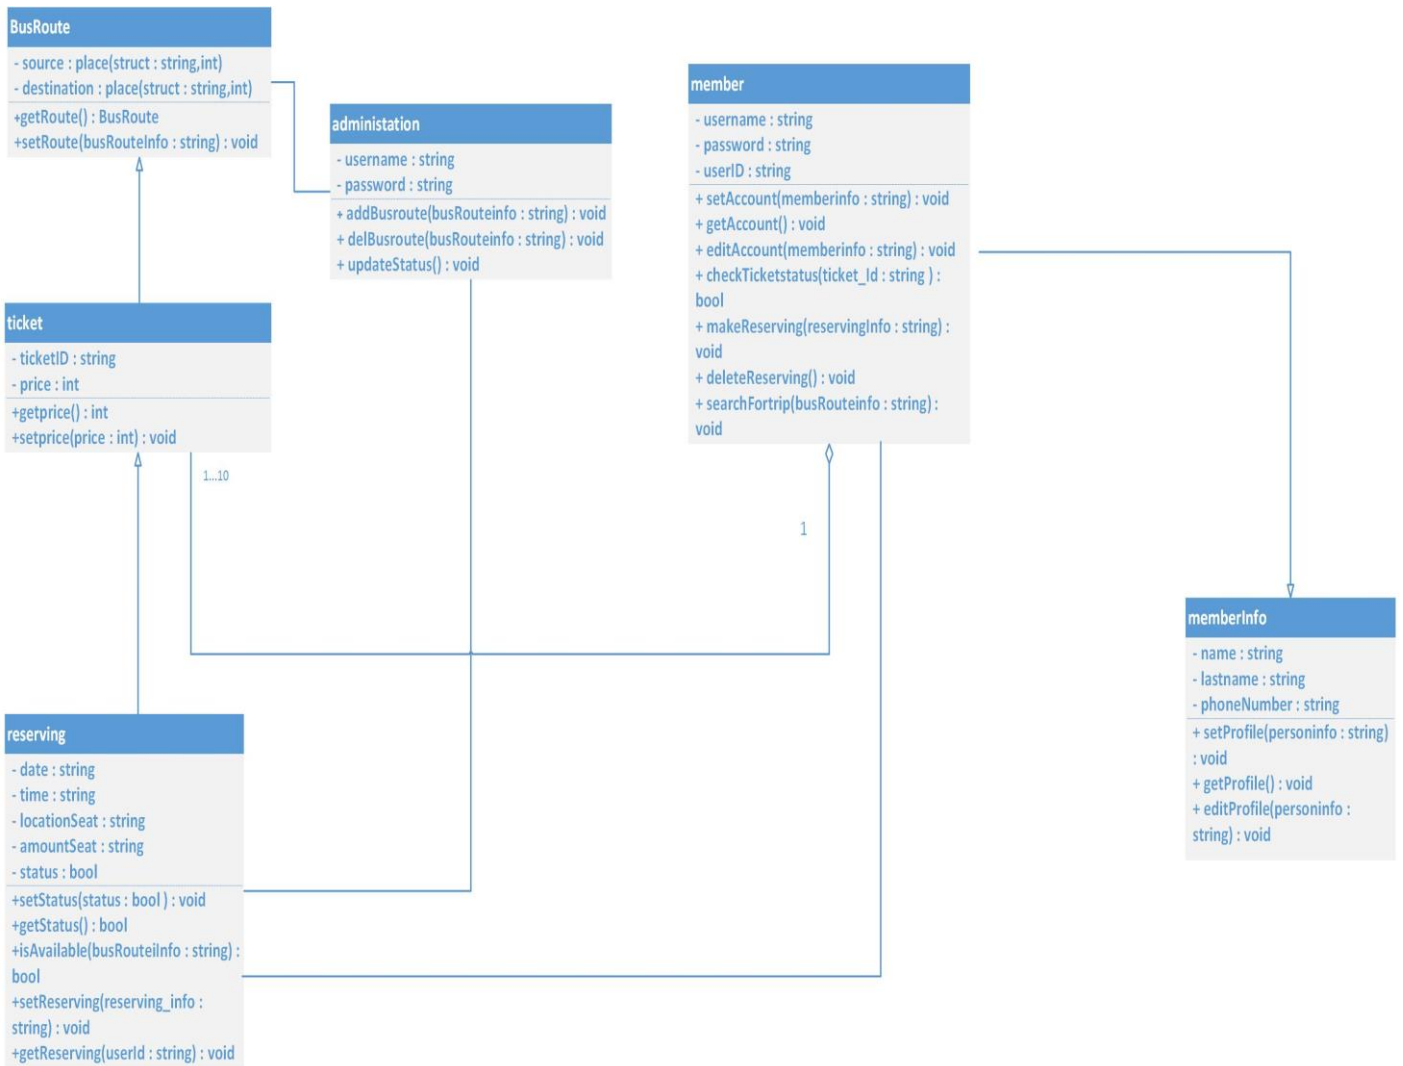 BusRoute
- source : place(struct : string,int)
- destination : place(struct : string,int)
+getRoute() : BusRoute
+setRoute(busRouteInfo : string) : void
administation
- username : string
- password : string
+ addBusroute(busRouteinfo : string) : void
+ delBusroute(busRouteinfo : string) : void
+ updateStatus() : void
member
- username : string
- password : string
- userID : string
+ setAccount(memberinfo : string) : void
+ getAccount() : void
+ editAccount(memberinfo : string) : void
+ checkTicketstatus(ticket_Id : string ) :
bool
+ makeReserving(reservingInfo : string) :
void
+ deleteReserving() : void
+ searchFortrip(busRouteinfo : string) :
void
ticket
- ticketID : string
- price : int
+getprice() : int
+setprice(price : int) : void
1...10
1
memberInfo
- name : string
- lastname : string
- phoneNumber : string
+ setProfile(personinfo : string)
: void
+ getProfile() : void
+ editProfile(personinfo :
string) : void
reserving
- date : string
- time : string
- locationSeat : string
- amountSeat : string
- status : bool
+setStatus(status : bool ) : void
+getStatus() : bool
+isAvailable(busRouteiInfo : string) :
bool
+setReserving(reserving_info :
string) : void
+getReserving(userId : string) : void